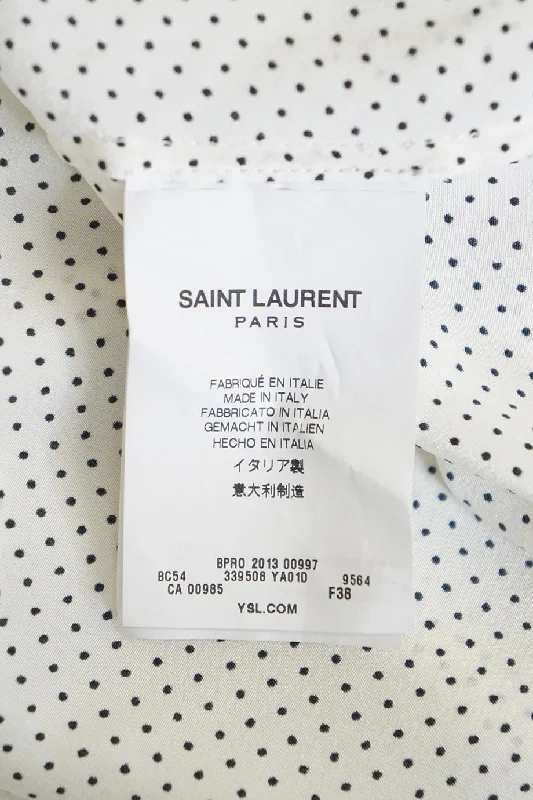 SAINT LAURENT
PARIS
FABRIQUÉ EN ITALIE
MADE IN ITALY
FABBRICATO IN ITALIA
GEMACHT IN ITALIEN
HECHO EN ITALIA
イタリア製
意大利制造
BPRO 2013 00997
BC54 339508 YA01D 9564
CA 00985 F38
YSL.COM